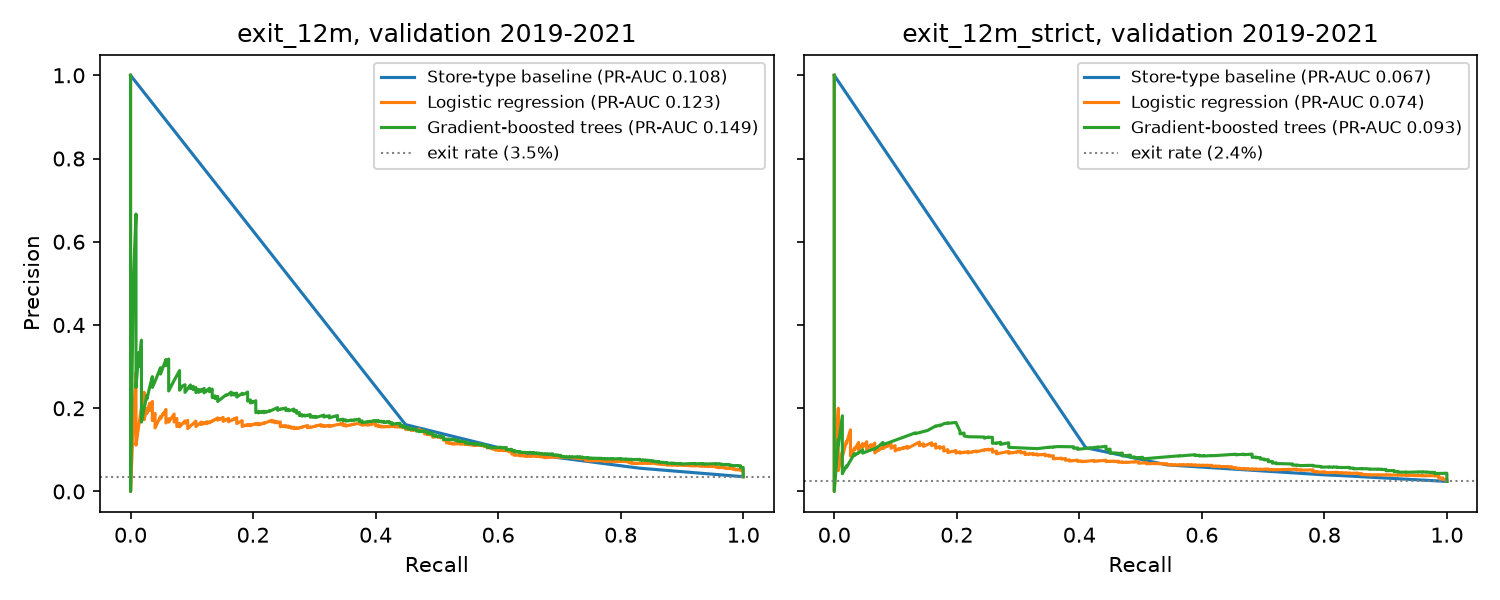 exit_12m, validation 2019-2021
Store-type baseline (PR-AUC 0.108)
Logistic regression (PR-AUC 0.123)
Gradient-boosted trees (PR-AUC 0.149)
exit rate (3.5%)
Precision
1.0
0.8
0.6
0.4
0.2
0.0
0.0 0.2 0.4 0.6 0.8 1.0
Recall
exit_12m_strict, validation 2019-2021
Store-type baseline (PR-AUC 0.067)
Logistic regression (PR-AUC 0.074)
Gradient-boosted trees (PR-AUC 0.093)
exit rate (2.4%)
0.0 0.2 0.4 0.6 0.8 1.0
Recall